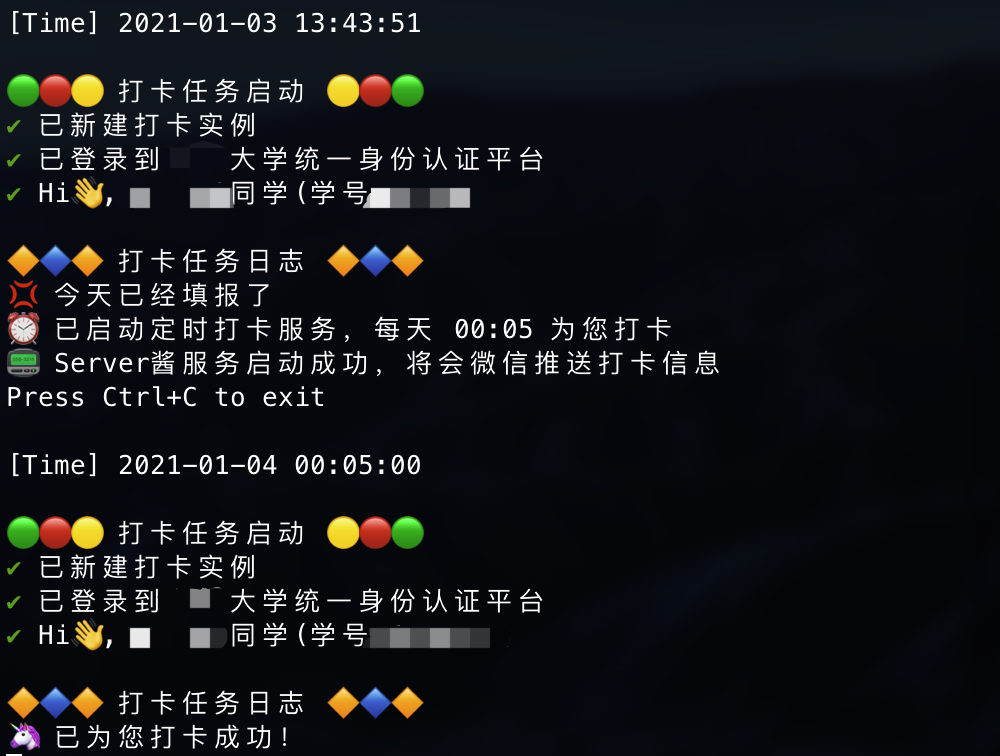 [Time] 2021-01-03 13:43:51
🟢🔴🟡 打卡任务启动 🟡🔴🟢
✔ 已新建打卡实例
✔ 已登录到 大学统一身份认证平台
✔ Hi👋, 同学(学号
🔶🔷🔶 打卡任务日志 🔶🔷🔶
💢 今天已经填报了
⏰ 已启动定时打卡服务, 每天 00:05 为您打卡
📟 Server酱服务启动成功, 将会微信推送打卡信息
Press Ctrl+C to exit
[Time] 2021-01-04 00:05:00
🟢🔴🟡 打卡任务启动 🟡🔴🟢
✔ 已新建打卡实例
✔ 已登录到 大学统一身份认证平台
✔ Hi👋, 同学(学号
🔶🔷🔶 打卡任务日志 🔶🔷🔶
🦄 已为您打卡成功!